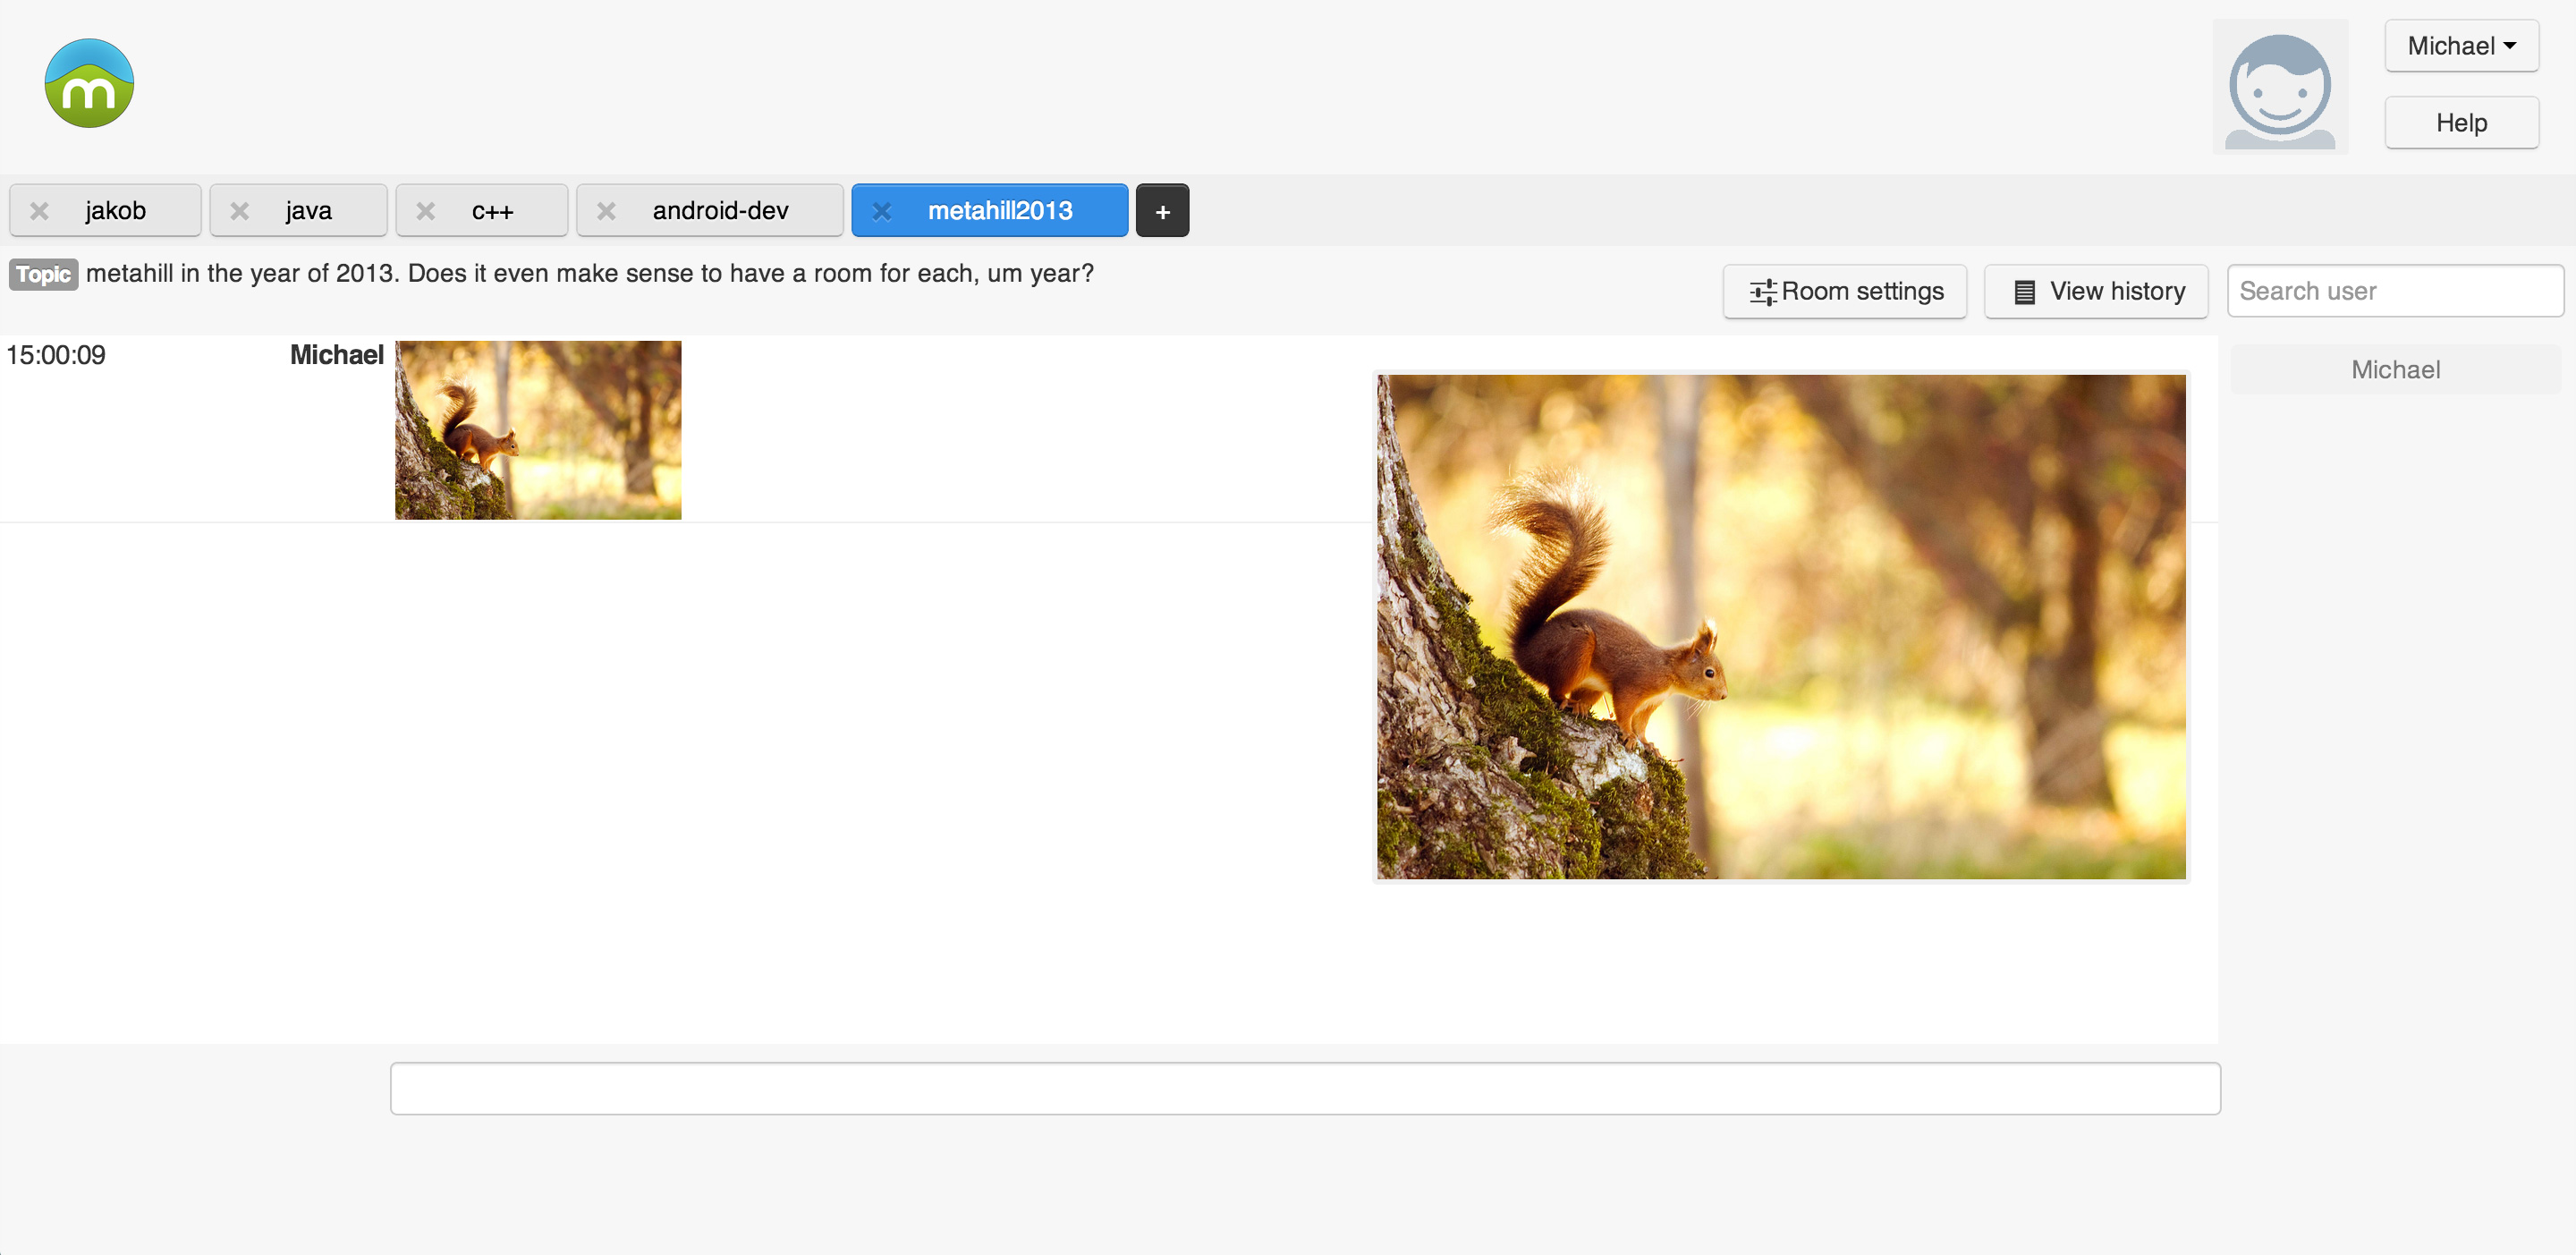 m
Michael
Help
jakob
java
c++
android-dev
metahill2013
+
Topic metahill in the year of 2013. Does it even make sense to have a room for each, um year?
Room settings
View history
Search user
15:00:09 Michael
Michael